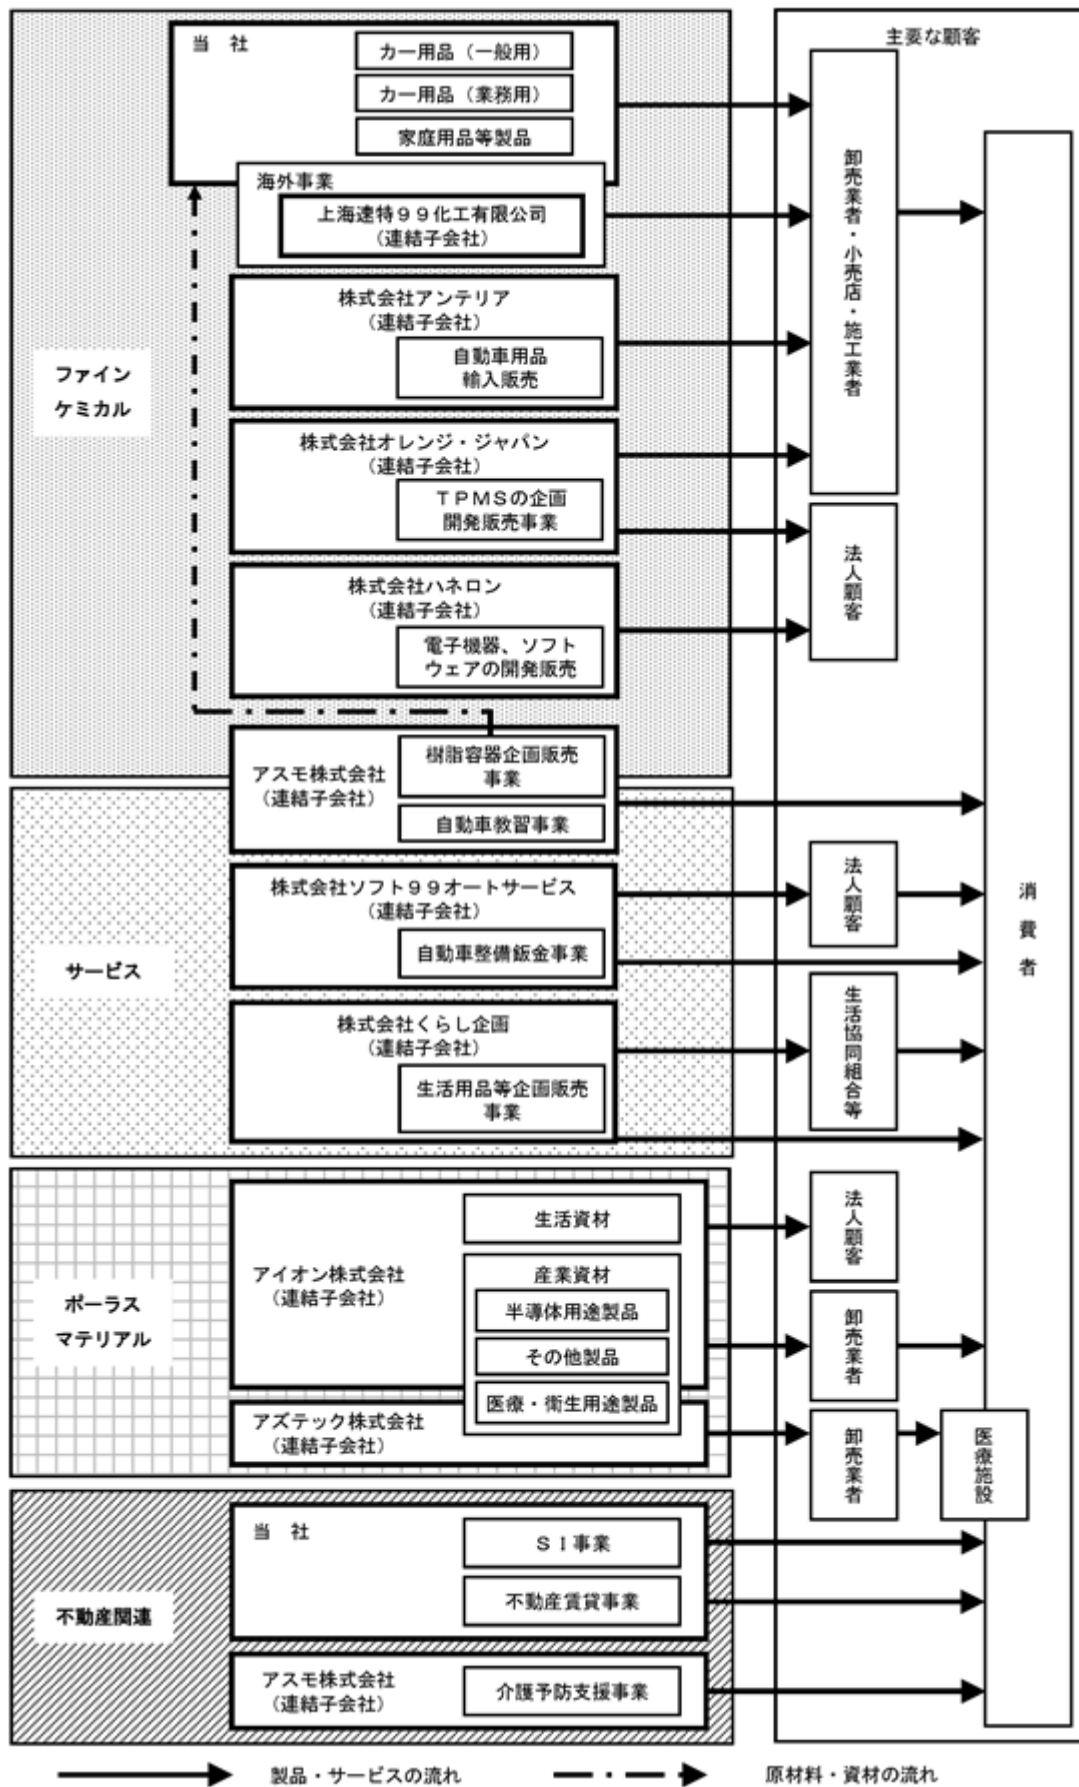 主要な顧客
当 社
カー用品（一般用）
カー用品（業務用）
家庭用品等製品
海外事業
上海速特９９化工有限公司
（連結子会社）
株式会社アンテリア
（連結子会社）
自動車用品
輸入販売
ファイン
ケミカル
株式会社オレンジ・ジャパン
（連結子会社）
ＴＰＭＳの企画
開発販売事業
株式会社ハネロン
（連結子会社）
電子機器、ソフト
ウェアの開発販売
アスモ株式会社
（連結子会社）
樹脂容器企画販売
事業
自動車教習事業
卸売業者・小売店・施工業者
法人顧客
消費者
サービス
株式会社ソフト９９オートサービス
（連結子会社）
自動車整備鈑金事業
法人顧客
株式会社くらし企画
（連結子会社）
生活用品等企画販売
事業
生活協同組合等
ポーラス
マテリアル
アイオン株式会社
（連結子会社）
生活資材
産業資材
半導体用途製品
その他製品
医療・衛生用途製品
アズテック株式会社
（連結子会社）
法人顧客
卸売業者
卸売業者
医療施設
不動産関連
当 社
ＳＩ事業
不動産賃貸事業
アスモ株式会社
（連結子会社）
介護予防支援事業
製品・サービスの流れ
原材料・資材の流れ